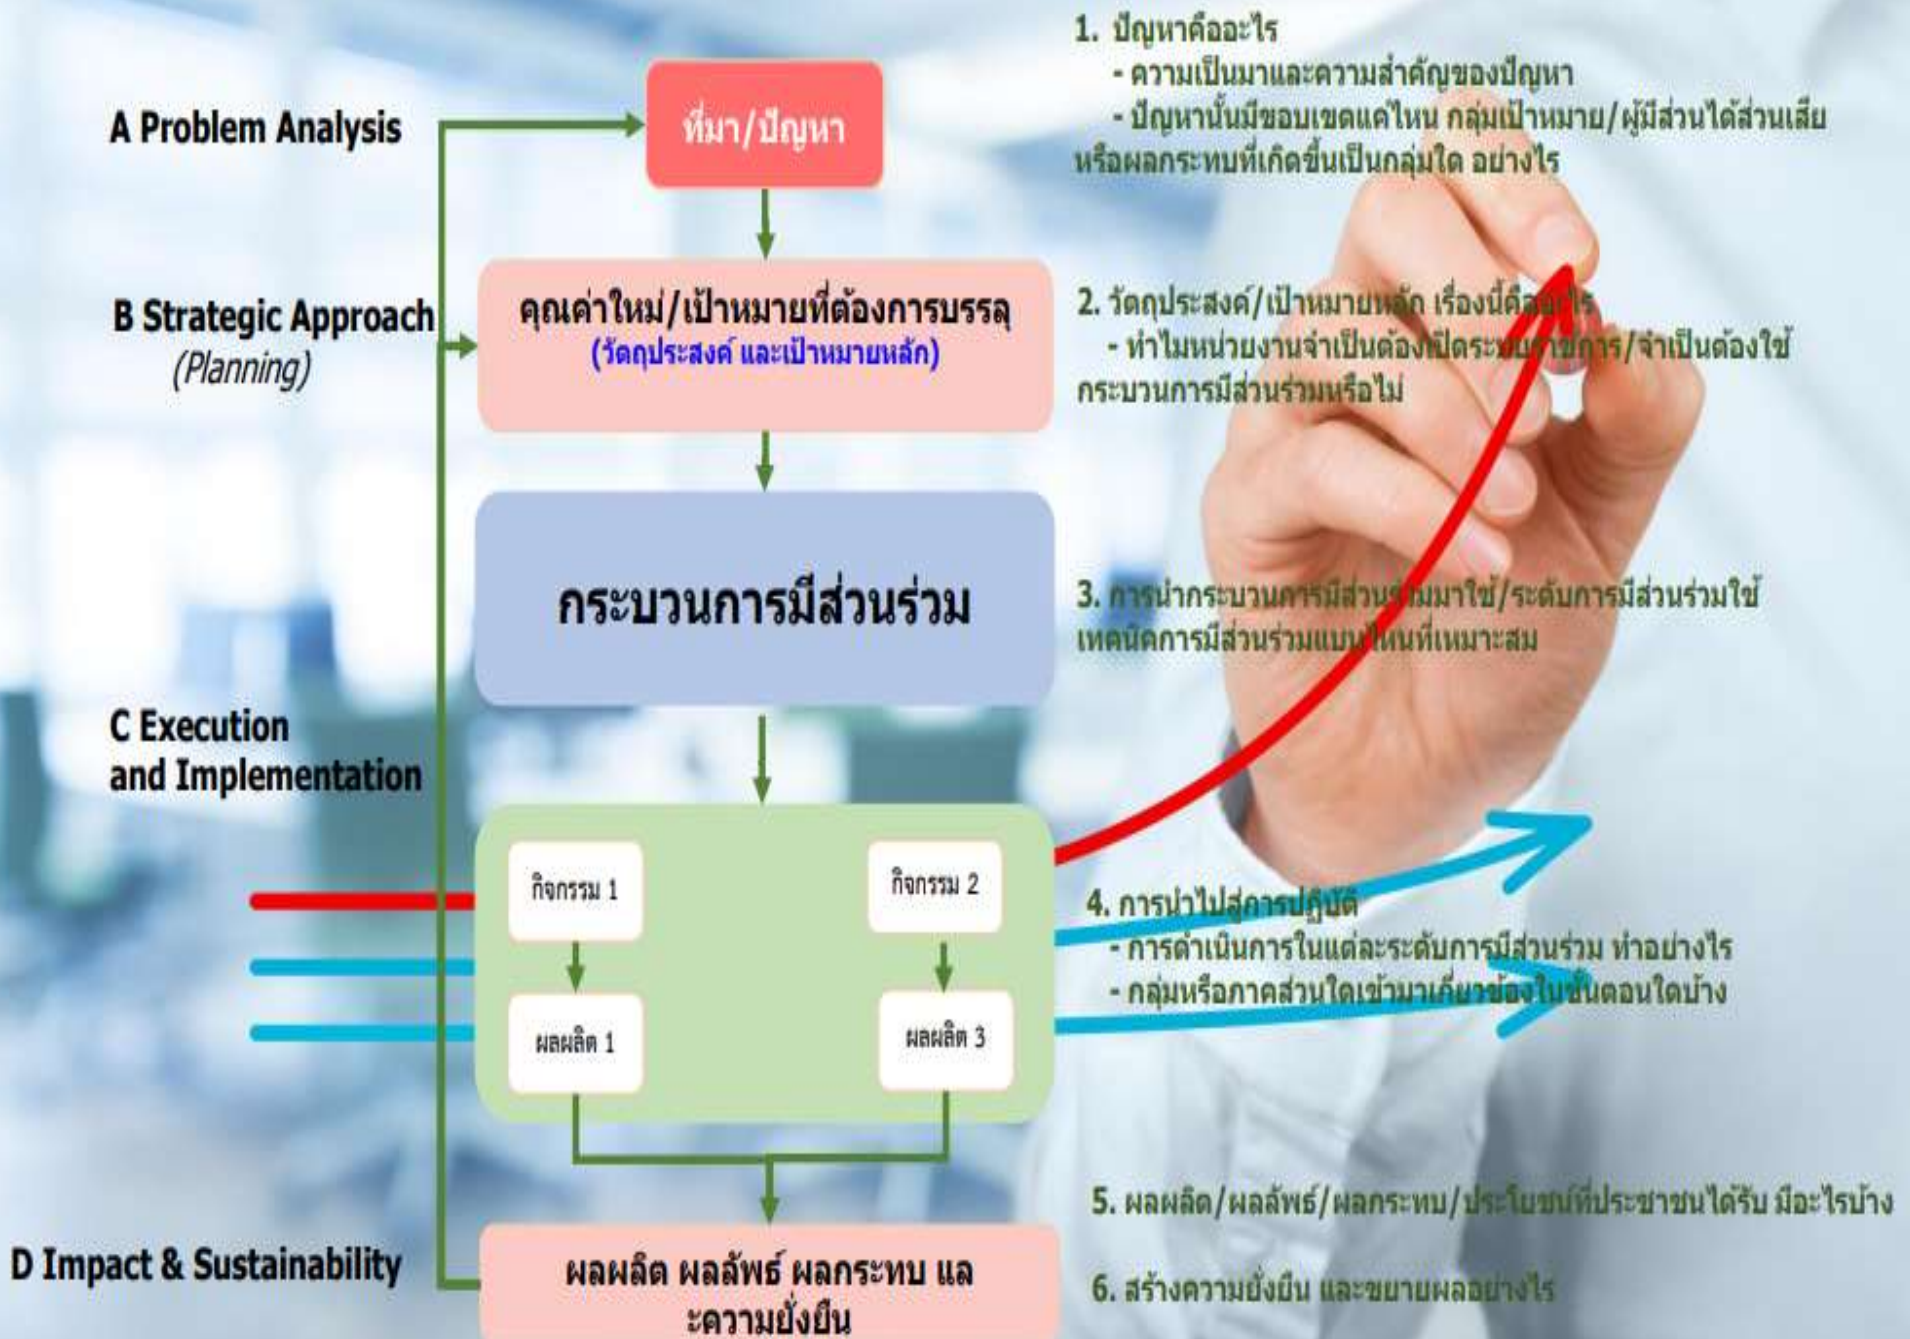 A Problem Analysis
ที่มา/ปัญหา
1. ปัญหาคืออะไร
- ความเป็นมาและความสำคัญของปัญหา
- ปัญหานั้นมีขอบเขตแค่ไหน กลุ่มเป้าหมาย/ผู้มีส่วนได้ส่วนเสีย
หรือผลกระทบที่เกิดขึ้นเป็นกลุ่มใด อย่างไร
B Strategic Approach
(Planning)
คุณค่าใหม่/เป้าหมายที่ต้องการบรรลุ
(วัตถุประสงค์ และเป้าหมายหลัก)
2. วัตถุประสงค์/เป้าหมายหลัก เรื่องนี้คืออะไร
- ทำไมหน่วยงานจำเป็นต้องเปิดระบบราชการ/จำเป็นต้องใช้
กระบวนการมีส่วนร่วมหรือไม่
กระบวนการมีส่วนร่วม
3. การนำกระบวนการมีส่วนร่วมมาใช้/ระดับการมีส่วนร่วมใช้
เทคนิคการมีส่วนร่วมแบบไหนที่เหมาะสม
C Execution
and Implementation
กิจกรรม 1
กิจกรรม 2
ผลผลิต 1
ผลผลิต 3
4. การนำไปสู่การปฏิบัติ
- การดำเนินการในแต่ละระดับการมีส่วนร่วม ทำอย่างไร
- กลุ่มหรือภาคส่วนใดเข้ามาเกี่ยวข้องในขั้นตอนใดบ้าง
D Impact & Sustainability
ผลผลิต ผลลัพธ์ ผลกระทบ แล
ะความยั่งยืน
5. ผลผลิต/ผลลัพธ์/ผลกระทบ/ประโยชน์ที่ประชาชนได้รับ มีอะไรบ้าง
6. สร้างความยั่งยืน และขยายผลอย่างไร